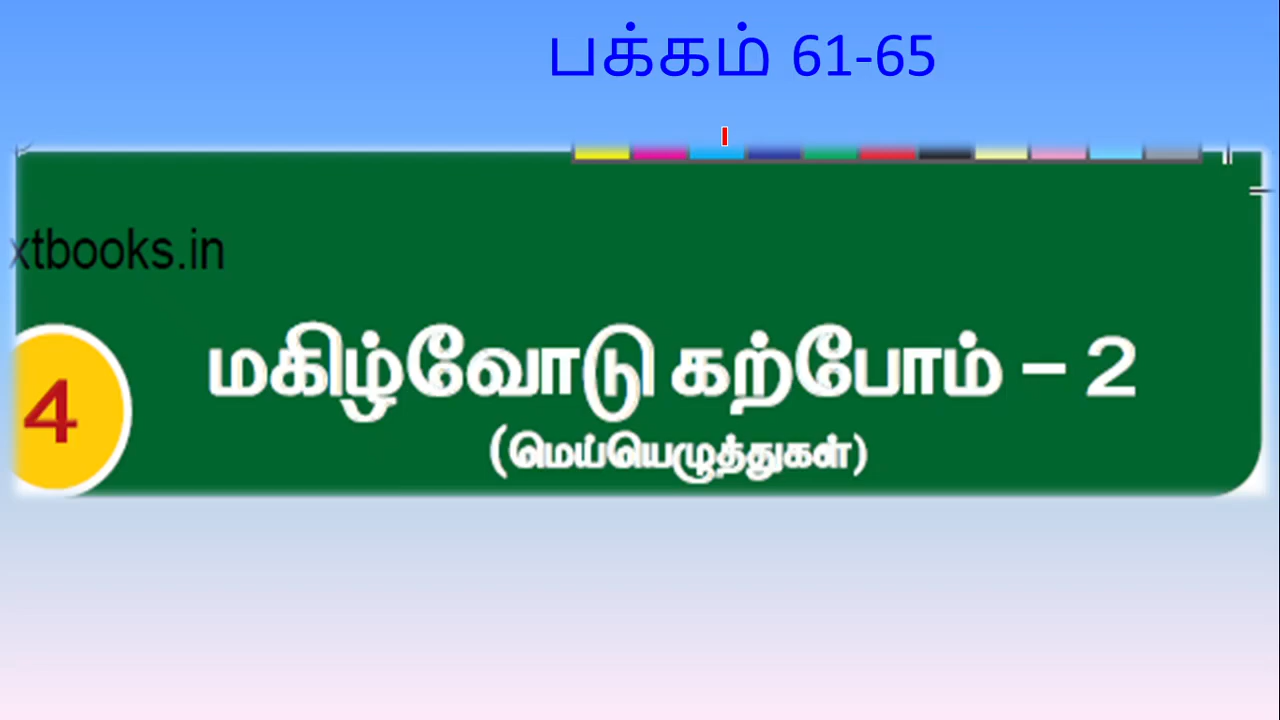 பக்கம் 61-65
xtbooks.in
4
மகிழ்வோடு கற்போம் – 2
(மெய்யெழுத்துகள்)